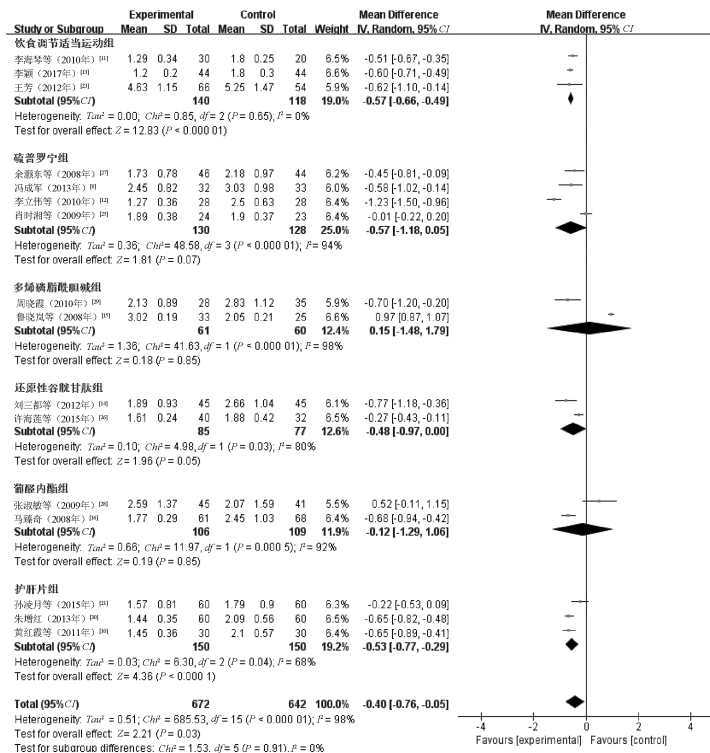 Experimental Control Mean Difference Mean Difference
Study or Subgroup Mean SD Total Mean SD Total Weight IV, Random, 95% CI IV, Random, 95% CI
饮食调节适当运动组
李海琴等（2010年）[11] 1.29 0.34 30 1.8 0.25 20 6.5% -0.51 [-0.67, -0.35]
李颖（2017年）[13] 1.2 0.2 44 1.8 0.3 44 6.6% -0.60 [-0.71, -0.49]
王芳（2012年）[25] 4.63 1.15 66 5.25 1.47 54 5.9% -0.62 [-1.10, -0.14]
Subtotal (95% CI) 140 118 19.0% -0.57 [-0.66, -0.49]
Heterogeneity: Tau² = 0.00; Chi² = 0.85, df = 2 (P = 0.65); I² = 0%
Test for overall effect: Z = 12.83 (P < 0.000 01)
硫普罗宁组
余灏东等（2008年）[27] 1.73 0.78 46 2.18 0.97 44 6.2% -0.45 [-0.81, -0.09]
冯成军（2013年）[8] 2.45 0.82 32 3.03 0.98 33 6.0% -0.58 [-1.02, -0.14]
李立伟等（2010年）[12] 1.27 0.36 28 2.5 0.63 28 6.4% -1.23 [-1.50, -0.96]
肖时湘等（2009年）[25] 1.89 0.38 24 1.9 0.37 23 6.5% -0.01 [-0.22, 0.20]
Subtotal (95% CI) 130 128 25.0% -0.57 [-1.18, 0.05]
Heterogeneity: Tau² = 0.36; Chi² = 48.58, df = 3 (P < 0.000 01); I² = 94%
Test for overall effect: Z = 1.81 (P = 0.07)
多烯磷脂酰胆碱组
周晓霞（2010年）[29] 2.13 0.89 28 2.83 1.12 35 5.9% -0.70 [-1.20, -0.20]
鲁晓岚等（2008年）[15] 3.02 0.19 33 2.05 0.21 25 6.6% 0.97 [0.87, 1.07]
Subtotal (95% CI) 61 60 12.4% 0.15 [-1.48, 1.79]
Heterogeneity: Tau² = 1.36; Chi² = 41.63, df = 1 (P < 0.000 01); I² = 98%
Test for overall effect: Z = 0.18 (P = 0.85)
还原性谷胱甘肽组
刘三都等（2012年）[14] 1.89 0.93 45 2.66 1.04 45 6.1% -0.77 [-1.18, -0.36]
许海莲等（2015年）[26] 1.61 0.24 40 1.88 0.42 32 6.5% -0.27 [-0.43, -0.11]
Subtotal (95% CI) 85 77 12.6% -0.48 [-0.97, 0.00]
Heterogeneity: Tau² = 0.10; Chi² = 4.98, df = 1 (P = 0.03); I² = 80%
Test for overall effect: Z = 1.96 (P = 0.05)
葡醛内酯组
张淑敏等（2009年）[28] 2.59 1.37 45 2.07 1.59 41 5.5% 0.52 [-0.11, 1.15]
马臻奇（2008年）[16] 1.77 0.29 61 2.45 1.03 68 6.4% -0.68 [-0.94, -0.42]
Subtotal (95% CI) 106 109 11.9% -0.12 [-1.29, 1.06]
Heterogeneity: Tau² = 0.66; Chi² = 11.97, df = 1 (P = 0.000 5); I² = 92%
Test for overall effect: Z = 0.19 (P = 0.85)
护肝片组
孙凌月等（2015年）[21] 1.57 0.81 60 1.79 0.9 60 6.3% -0.22 [-0.53, 0.09]
朱增红（2013年）[30] 1.44 0.35 60 2.09 0.56 60 6.5% -0.65 [-0.82, -0.48]
黄红霞等（2011年）[10] 1.45 0.36 30 2.1 0.57 30 6.4% -0.65 [-0.89, -0.41]
Subtotal (95% CI) 150 150 19.2% -0.53 [-0.77, -0.29]
Heterogeneity: Tau² = 0.03; Chi² = 6.30, df = 2 (P = 0.04); I² = 68%
Test for overall effect: Z = 4.36 (P < 0.000 1)
Total (95% CI) 672 642 100.0% -0.40 [-0.76, -0.05]
Heterogeneity: Tau² = 0.51; Chi² = 685.53, df = 15 (P < 0.000 01); I² = 98%
Test for overall effect: Z = 2.21 (P = 0.03)
Test for subgroup differences: Chi² = 1.53, df = 5 (P = 0.91), I² = 0%
-4 -2 0 2 4
Favours [experimental] Favours [control]